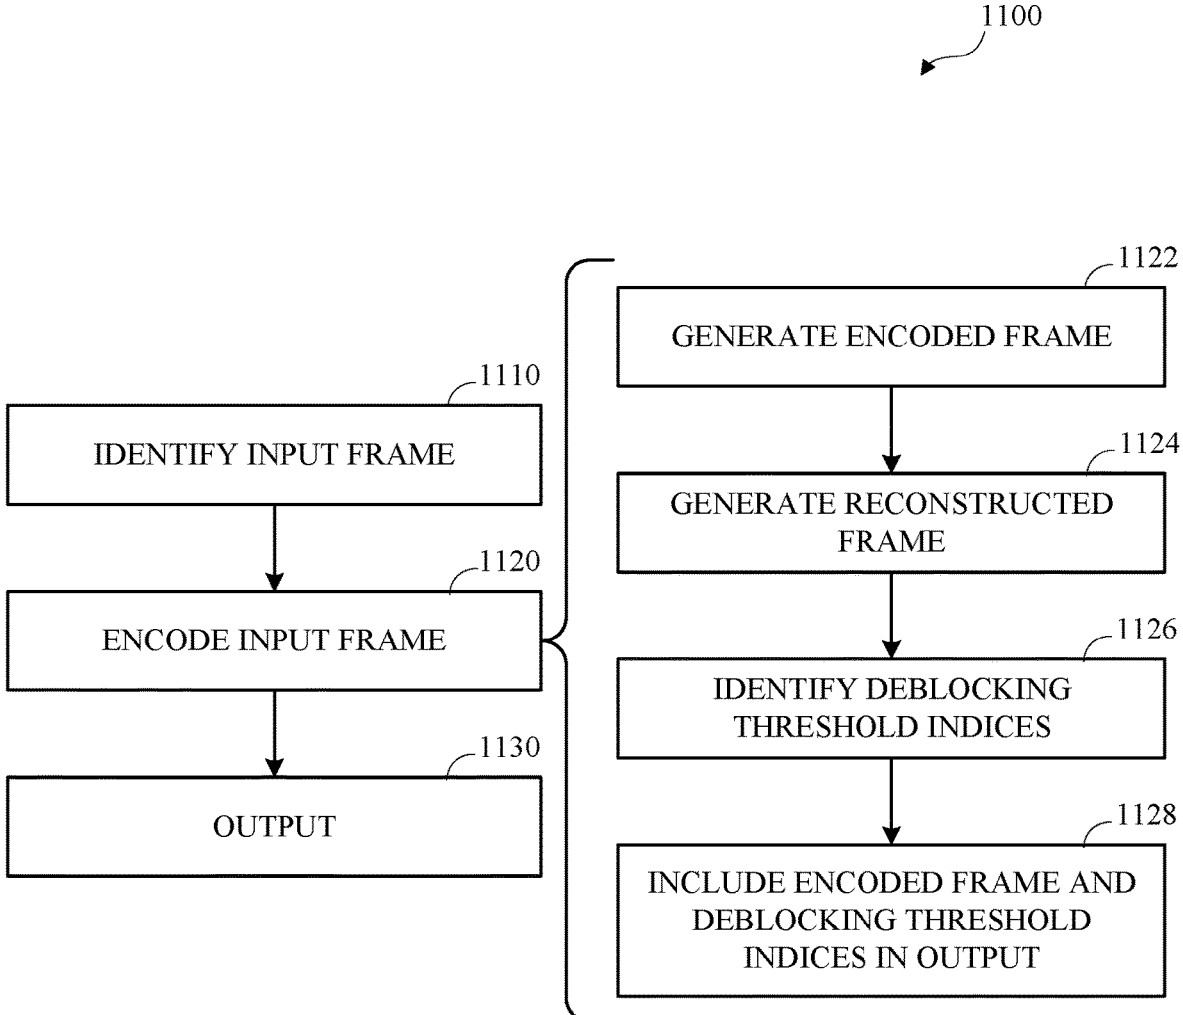 1100
1110
IDENTIFY INPUT FRAME
1120
ENCODE INPUT FRAME
1130
OUTPUT
1122
GENERATE ENCODED FRAME
1124
GENERATE RECONSTRUCTED
FRAME
1126
IDENTIFY DEBLOCKING
THRESHOLD INDICES
1128
INCLUDE ENCODED FRAME AND
DEBLOCKING THRESHOLD
INDICES IN OUTPUT